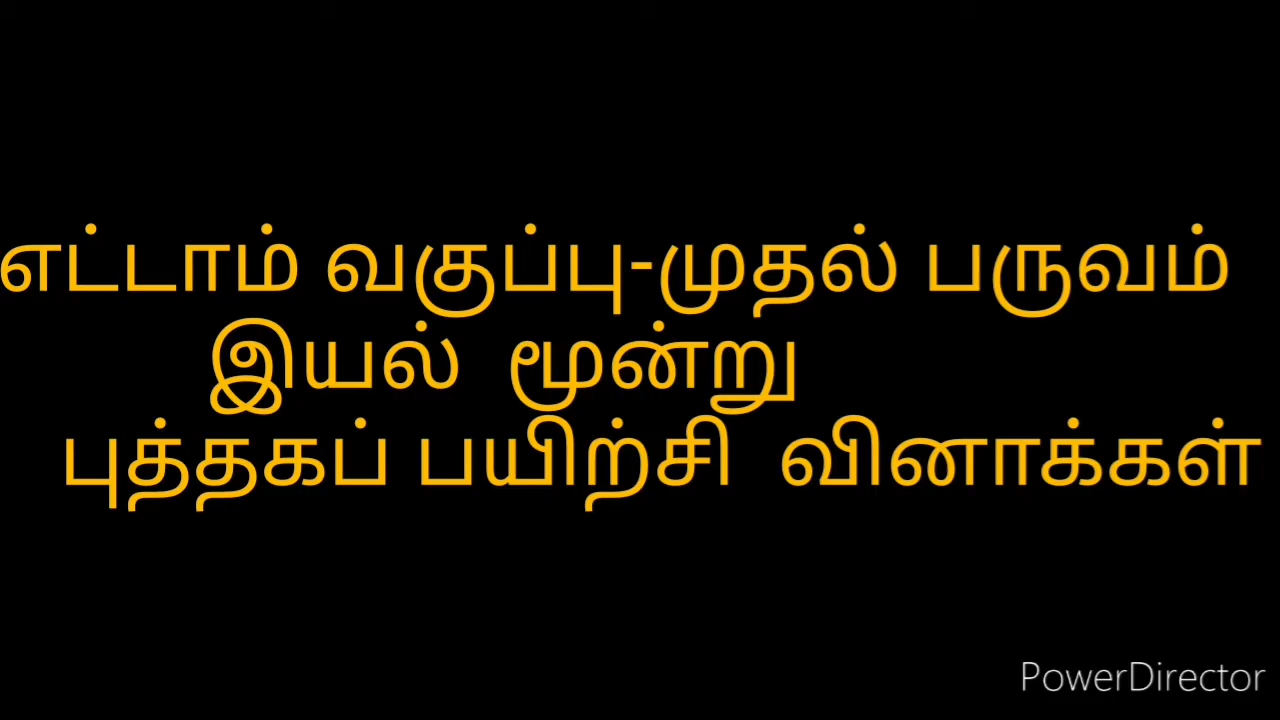 எட்டாம் வகுப்பு-முதல் பருவம்
இயல் மூன்று
புத்தகப் பயிற்சி வினாக்கள்
PowerDirector